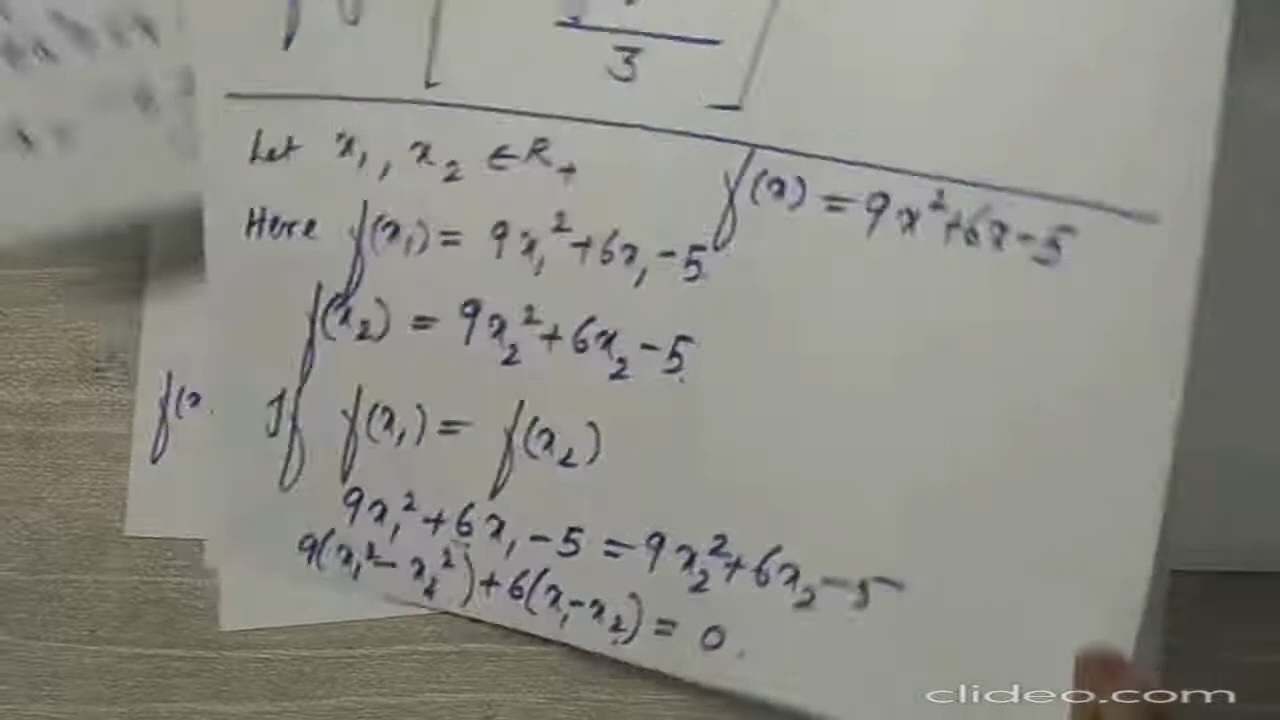 3
Let x₁, x₂ ∈ R₊
f(x) = 9x²+6x-5
Here f(x₁) = 9x₁²+6x₁-5
f(x₂) = 9x₂²+6x₂-5
f(x
If f(x₁) = f(x₂)
9x₁²+6x₁-5 = 9x₂²+6x₂-5
9(x₁²-x₂²)+6(x₁-x₂) = 0.
clideo.com